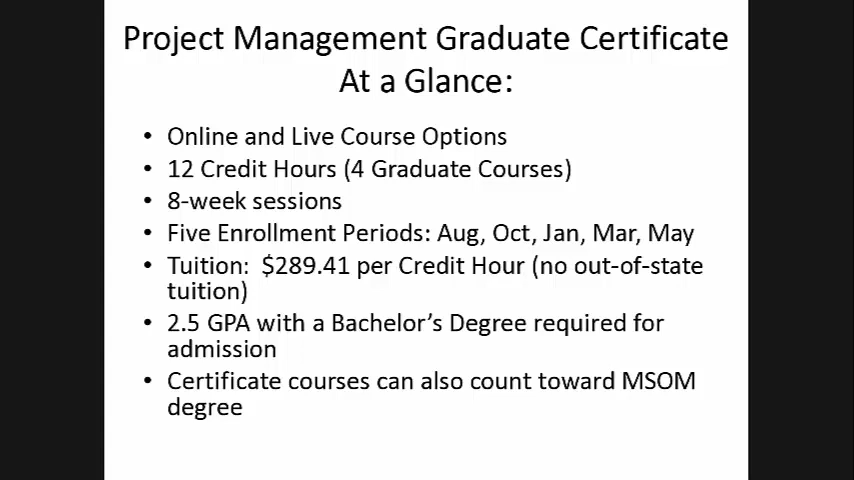 Project Management Graduate Certificate
At a Glance:
• Online and Live Course Options
• 12 Credit Hours (4 Graduate Courses)
• 8-week sessions
• Five Enrollment Periods: Aug, Oct, Jan, Mar, May
• Tuition:  $289.41 per Credit Hour (no out-of-state
tuition)
• 2.5 GPA with a Bachelor’s Degree required for
admission
• Certificate courses can also count toward MSOM
degree